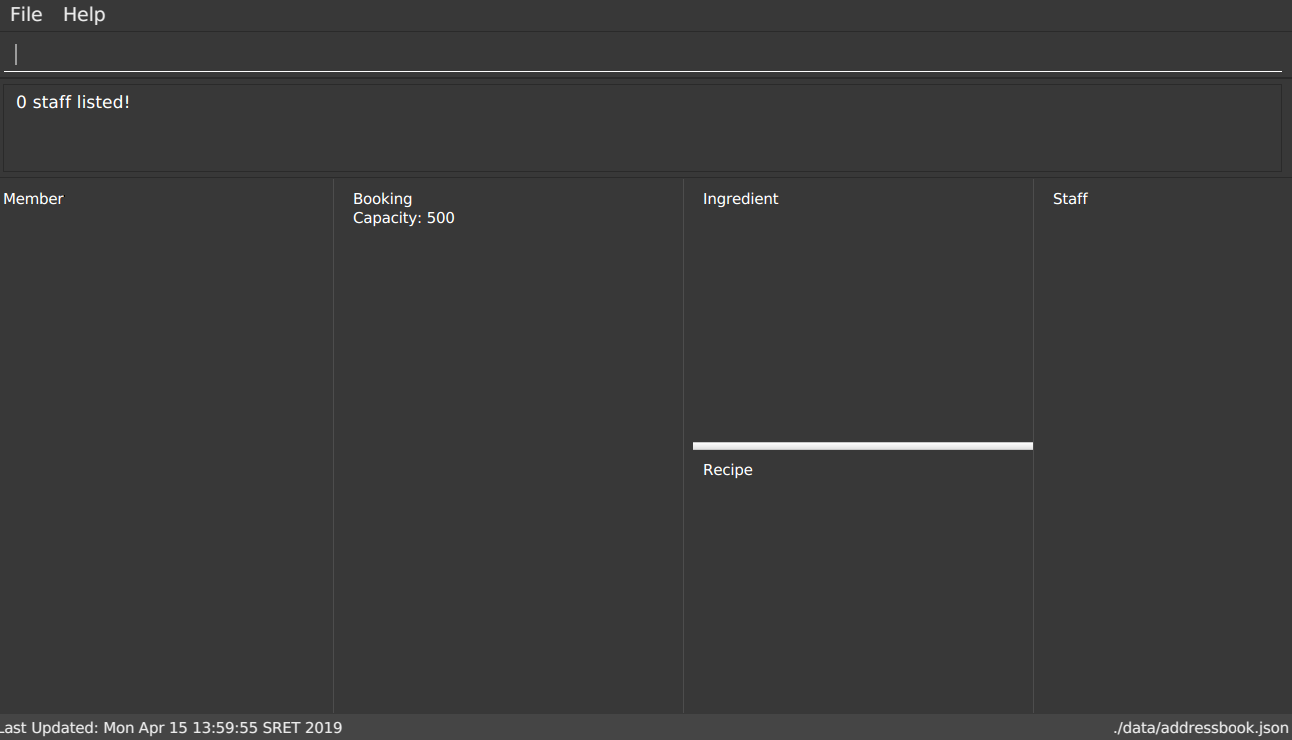 File Help
0 staff listed!
Member
Booking
Capacity: 500
Ingredient
Recipe
Staff
Last Updated: Mon Apr 15 13:59:55 SRET 2019
./data/addressbook.json